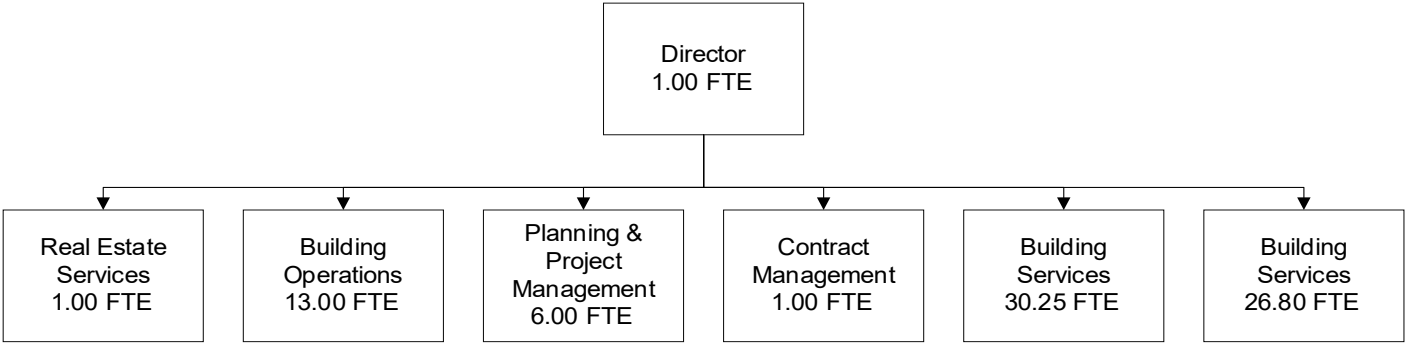 Director
1.00 FTE
Real Estate
Services
1.00 FTE
Building
Operations
13.00 FTE
Planning &
Project
Management
6.00 FTE
Contract
Management
1.00 FTE
Building
Services
30.25 FTE
Building
Services
26.80 FTE